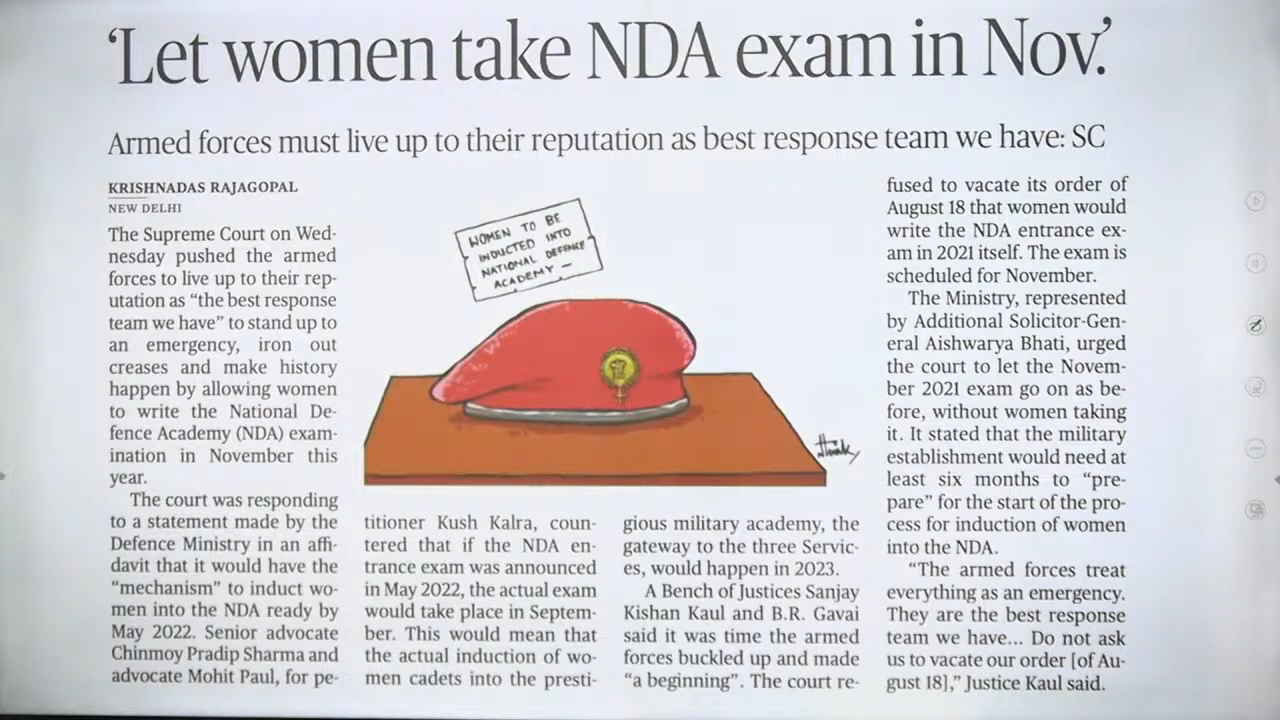 ‘Let women take NDA exam in Nov.’
Armed forces must live up to their reputation as best response team we have: SC
KRISHNADAS RAJAGOPAL
NEW DELHI
The Supreme Court on Wed-
nesday pushed the armed
forces to live up to their rep-
utation as “the best response
team we have” to stand up to
an emergency, iron out
creases and make history
happen by allowing women
to write the National De-
fence Academy (NDA) exam-
ination in November this
year.
The court was responding
to a statement made by the
Defence Ministry in an affi-
davit that it would have the
“mechanism” to induct wo-
men into the NDA ready by
May 2022. Senior advocate
Chinmoy Pradip Sharma and
advocate Mohit Paul, for pe-
WOMEN TO BE
INDUCTED INTO
NATIONAL DEFENCE
ACADEMY —
titioner Kush Kalra, coun-
tered that if the NDA en-
trance exam was announced
in May 2022, the actual exam
would take place in Septem-
ber. This would mean that
the actual induction of wo-
men cadets into the presti-
gious military academy, the
gateway to the three Servic-
es, would happen in 2023.
A Bench of Justices Sanjay
Kishan Kaul and B.R. Gavai
said it was time the armed
forces buckled up and made
“a beginning”. The court re-
fused to vacate its order of
August 18 that women would
write the NDA entrance ex-
am in 2021 itself. The exam is
scheduled for November.
The Ministry, represented
by Additional Solicitor-Gen-
eral Aishwarya Bhati, urged
the court to let the Novem-
ber 2021 exam go on as be-
fore, without women taking
it. It stated that the military
establishment would need at
least six months to “pre-
pare” for the start of the pro-
cess for induction of women
into the NDA.
“The armed forces treat
everything as an emergency.
They are the best response
team we have... Do not ask
us to vacate our order [of Au-
gust 18],” Justice Kaul said.